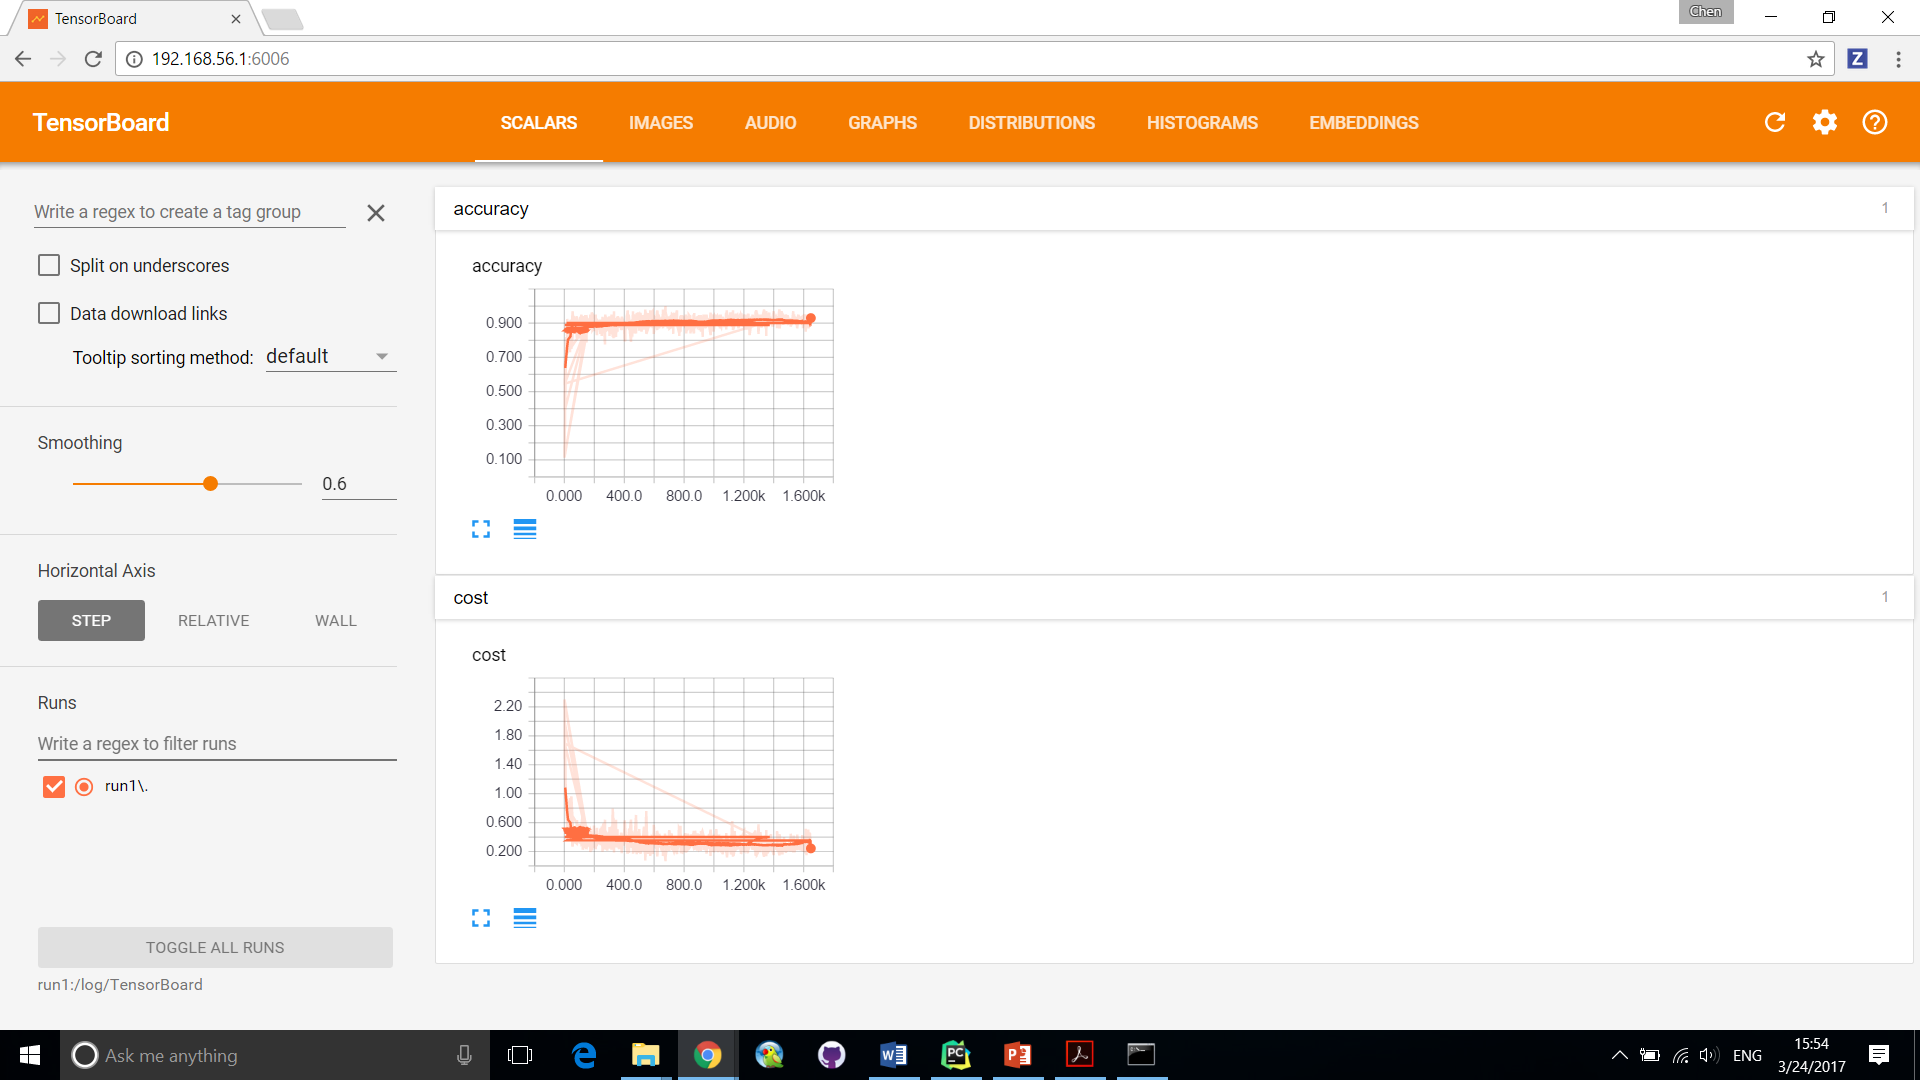 TensorBoard
Chen
192.168.56.1:6006
TensorBoard
SCALARS IMAGES AUDIO GRAPHS DISTRIBUTIONS HISTOGRAMS EMBEDDINGS
Write a regex to create a tag group
Split on underscores
Data download links
Tooltip sorting method: default
Smoothing
0.6
Horizontal Axis
STEP RELATIVE WALL
Runs
Write a regex to filter runs
run1\.
TOGGLE ALL RUNS
run1:/log/TensorBoard
accuracy 1
accuracy
0.900
0.700
0.500
0.300
0.100
0.000 400.0 800.0 1.200k 1.600k
cost 1
cost
2.20
1.80
1.40
1.00
0.600
0.200
0.000 400.0 800.0 1.200k 1.600k
Ask me anything
ENG
15:54
3/24/2017